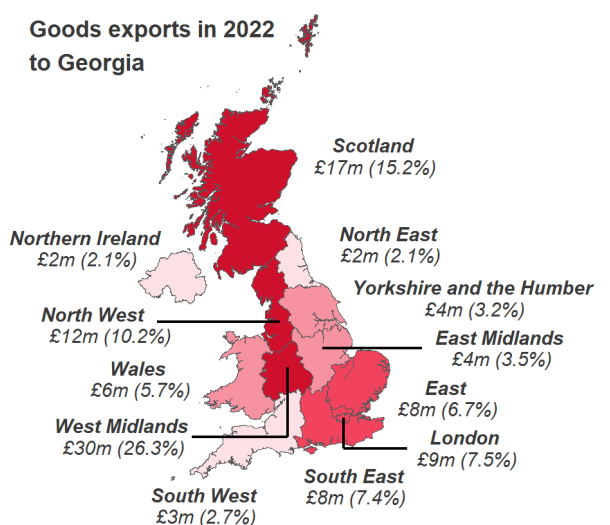 Goods exports in 2022
to Georgia
Scotland
£17m (15.2%)
Northern Ireland
£2m (2.1%)
North East
£2m (2.1%)
Yorkshire and the Humber
£4m (3.2%)
North West
£12m (10.2%)
East Midlands
£4m (3.5%)
Wales
£6m (5.7%)
East
£8m (6.7%)
West Midlands
£30m (26.3%)
London
£9m (7.5%)
South East
£8m (7.4%)
South West
£3m (2.7%)